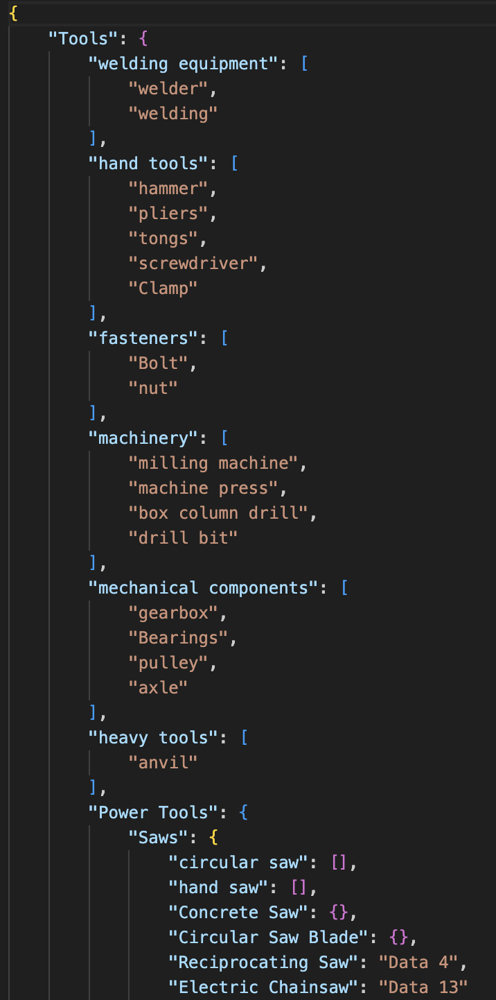 {
    "Tools": {
        "welding equipment": [
            "welder",
            "welding"
        ],
        "hand tools": [
            "hammer",
            "pliers",
            "tongs",
            "screwdriver",
            "Clamp"
        ],
        "fasteners": [
            "Bolt",
            "nut"
        ],
        "machinery": [
            "milling machine",
            "machine press",
            "box column drill",
            "drill bit"
        ],
        "mechanical components": [
            "gearbox",
            "Bearings",
            "pulley",
            "axle"
        ],
        "heavy tools": [
            "anvil"
        ],
        "Power Tools": {
            "Saws": {
                "circular saw": [],
                "hand saw": [],
                "Concrete Saw": {},
                "Circular Saw Blade": {},
                "Reciprocating Saw": "Data 4",
                "Electric Chainsaw": "Data 13"